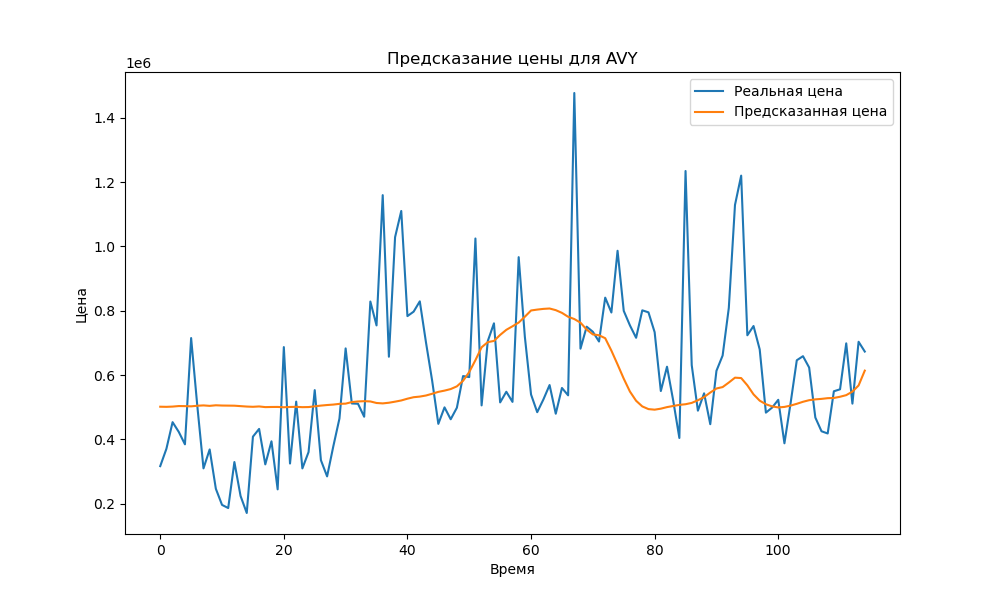 Предсказание цены для AVY
1e6
Реальная цена
Предсказанная цена
1.4
1.2
1.0
0.8
0.6
0.4
0.2
Цена
0 20 40 60 80 100
Время